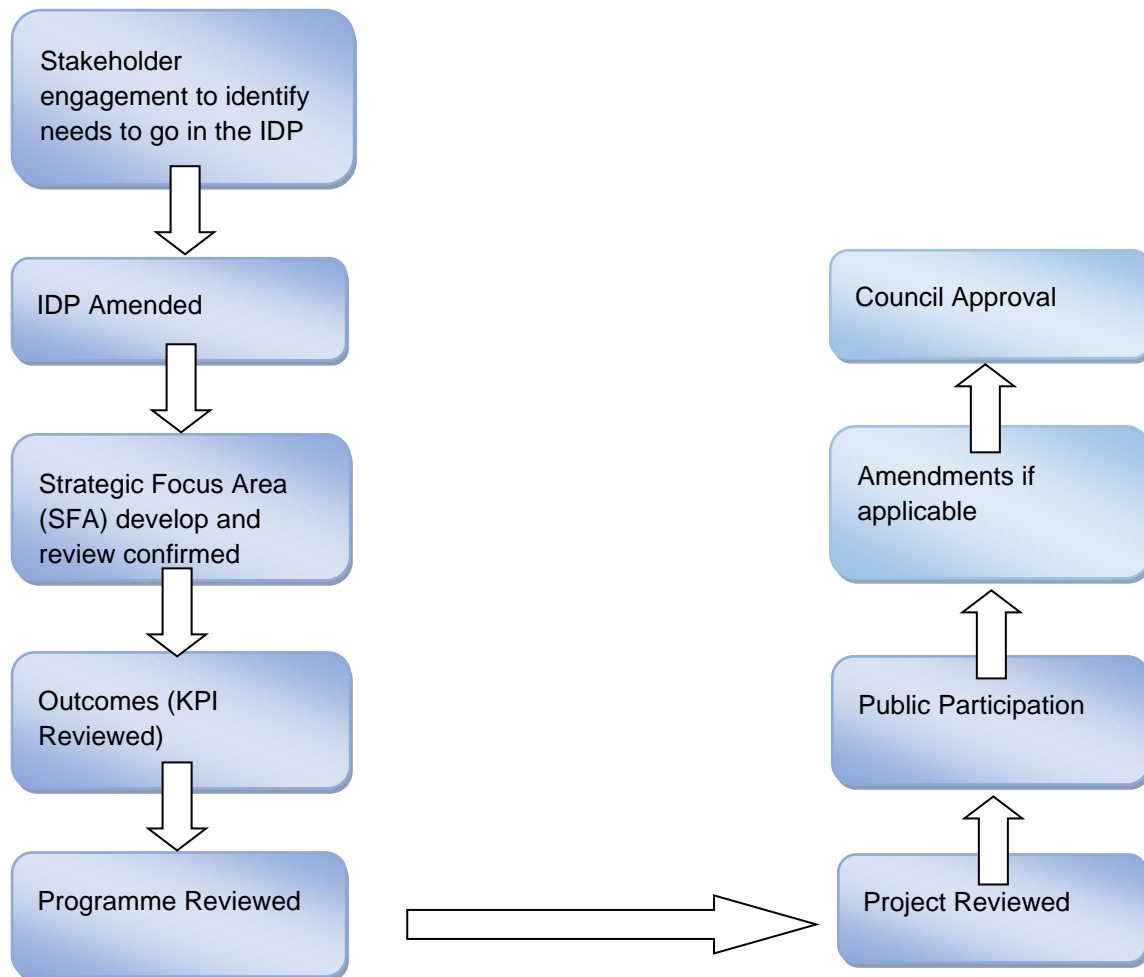 Stakeholder
engagement to identify
needs to go in the IDP
IDP Amended
Strategic Focus Area
(SFA) develop and
review confirmed
Outcomes (KPI
Reviewed)
Programme Reviewed
Project Reviewed
Public Participation
Amendments if
applicable
Council Approval